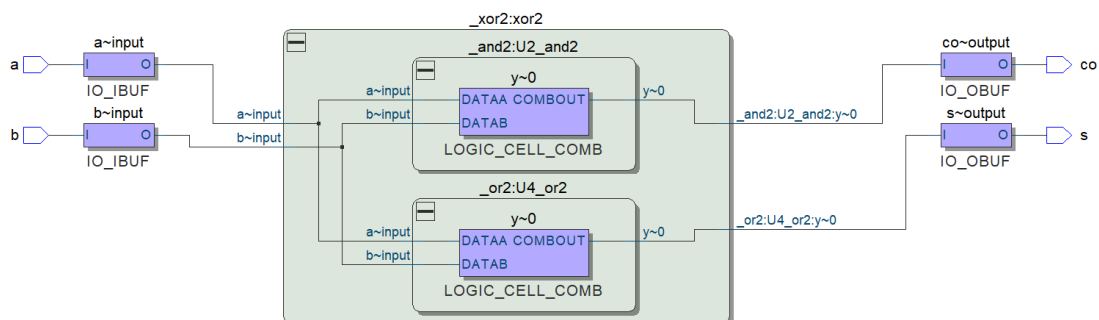 _xor2:xor2
a~input
_and2:U2_and2
co~output
a
I
O
y~0
I
O
co
IO_IBUF
a~input
DATAA COMBOUT
y~0
IO_OBUF
b~input
a~input
b~input
DATAB
_and2:U2_and2:y~0
s~output
b
I
O
b~input
LOGIC_CELL_COMB
I
O
s
IO_IBUF
IO_OBUF
_or2:U4_or2
y~0
_or2:U4_or2:y~0
a~input
DATAA COMBOUT
y~0
b~input
DATAB
LOGIC_CELL_COMB